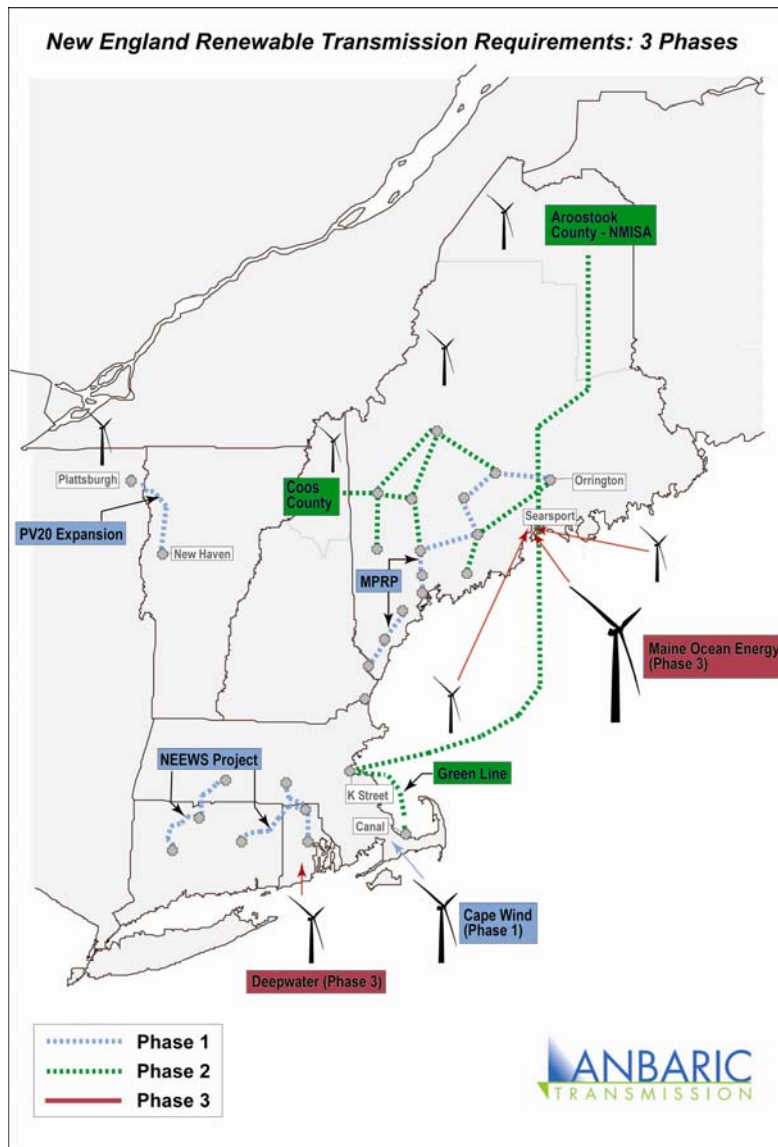 New England Renewable Transmission Requirements: 3 Phases
Aroostook
County - NMISA
Plattsburgh
Coos
County
Orrington
PV20 Expansion
Searsport
New Haven
MPRP
Maine Ocean Energy
(Phase 3)
NEEWS Project
Green Line
K Street
Canal
Cape Wind
(Phase 1)
Deepwater (Phase 3)
Phase 1
Phase 2
Phase 3
ANBARIC
TRANSMISSION